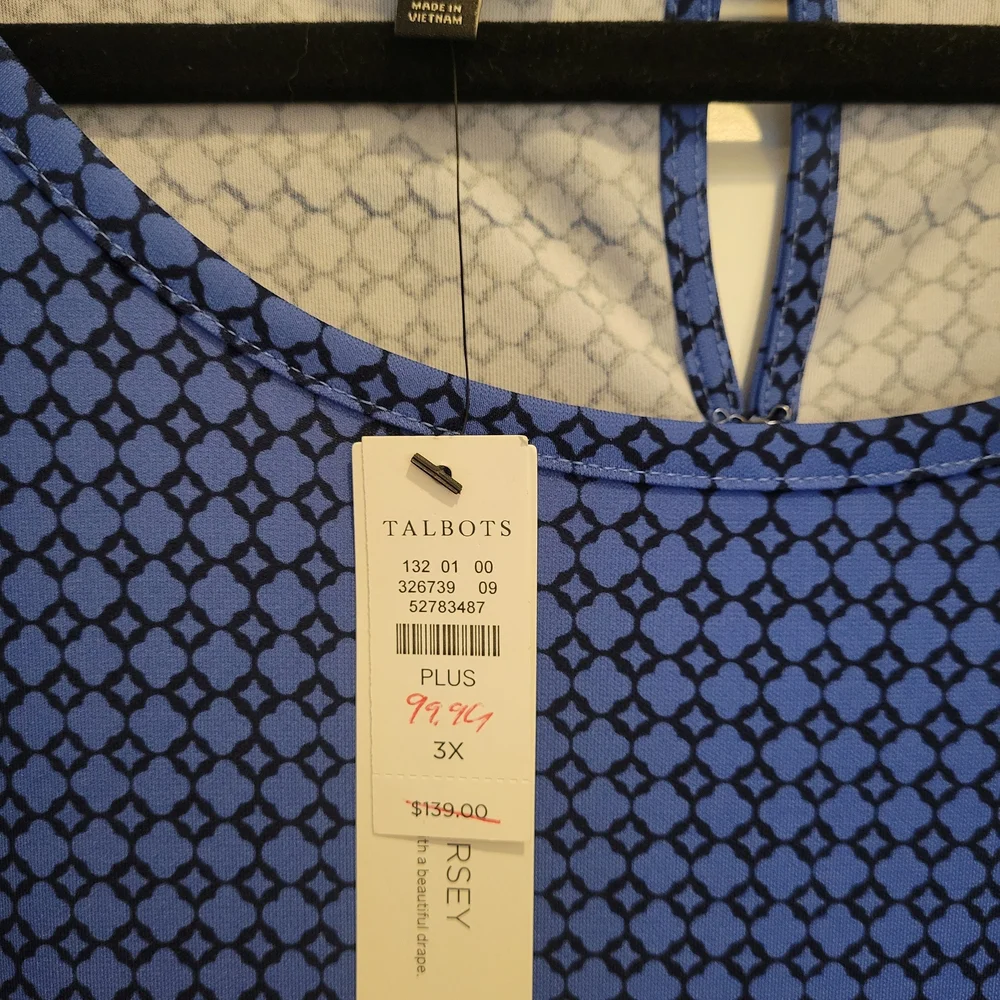 MADE IN
VIETNAM
TALBOTS
132 01 00
326739 09
52783487
PLUS
99.99
3X
$139.00
RSEY
th a beautiful drape.